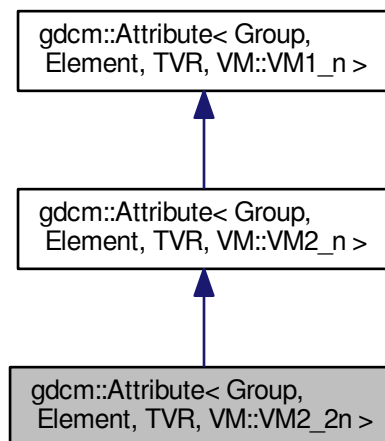 gdcm::Attribute< Group,
Element, TVR, VM::VM1_n >
gdcm::Attribute< Group,
Element, TVR, VM::VM2_n >
gdcm::Attribute< Group,
Element, TVR, VM::VM2_2n >